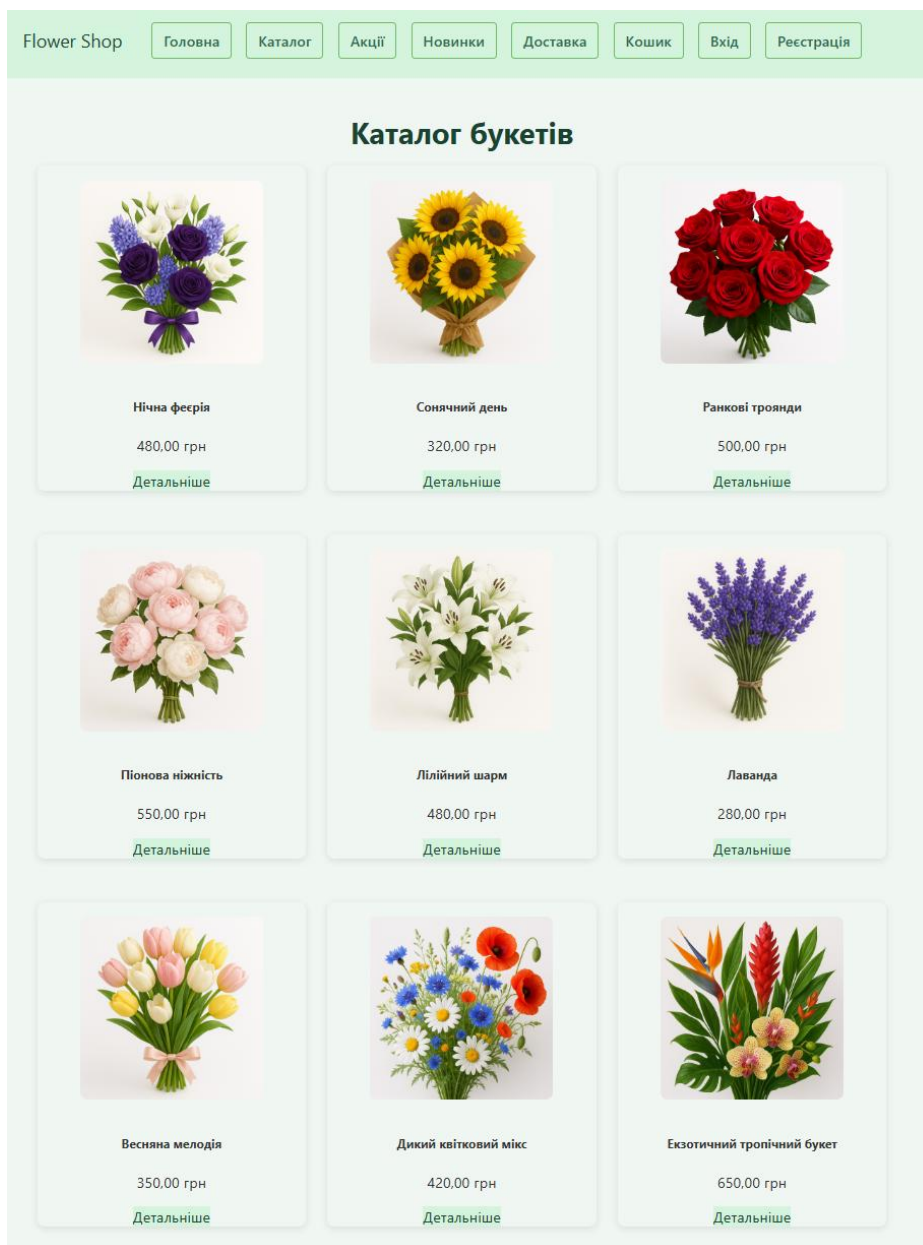 Flower Shop Головна Каталог Акції Новинки Доставка Кошик Вхід Реєстрація
Каталог букетів
Нічна феєрія Сонячний день Ранкові троянди
480,00 грн 320,00 грн 500,00 грн
Детальніше Детальніше Детальніше
Піонова ніжність Лілійний шарм Лаванда
550,00 грн 480,00 грн 280,00 грн
Детальніше Детальніше Детальніше
Весняна мелодія Дикий квітковий мікс Екзотичний тропічний букет
350,00 грн 420,00 грн 650,00 грн
Детальніше Детальніше Детальніше